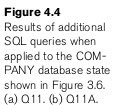 Figure 4.4
Results of additional
SQL queries when
applied to the COM-
PANY database state
shown in Figure 3.6.
(a) Q11. (b) Q11A.